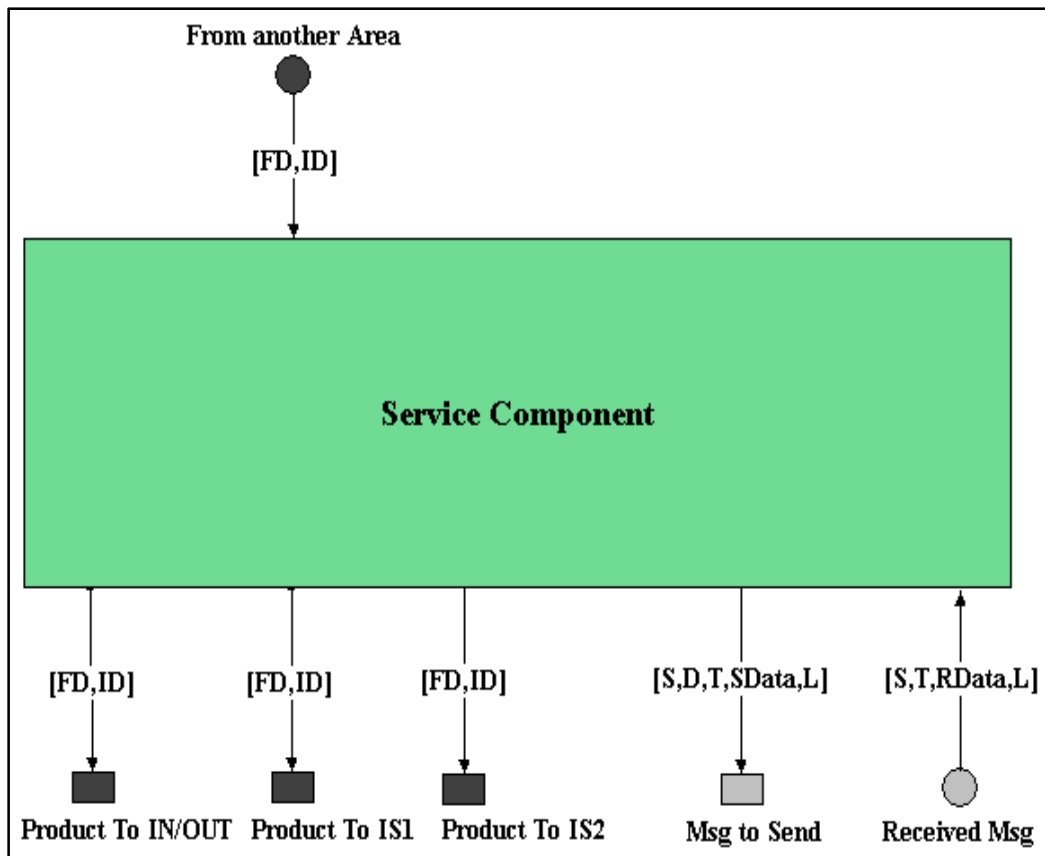 From another Area
[FD,ID]
Service Component
[FD,ID]
[FD,ID]
[FD,ID]
[S,D,T,SData,L]
[S,T,RData,L]
Product To IN/OUT
Product To IS1
Product To IS2
Msg to Send
Received Msg